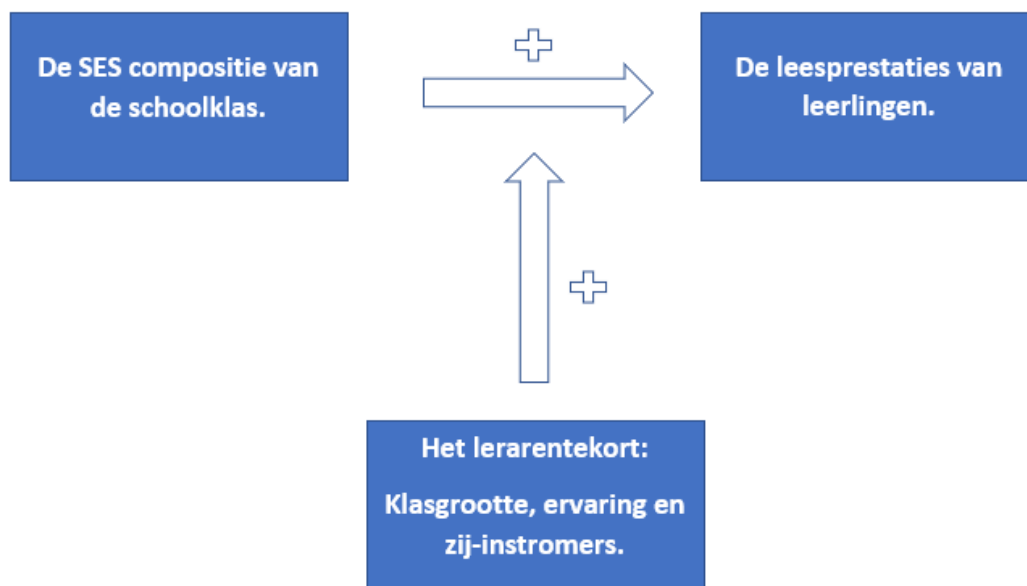 De SES compositie van
de schoolklas.
De leesprestaties van
leerlingen.
Het lerarentekort:
Klasgrootte, ervaring en
zij-instromers.